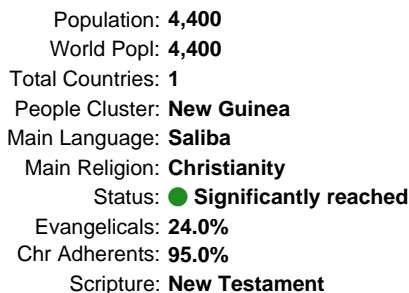 Population: 4,400
World Popl: 4,400
Total Countries: 1
People Cluster: New Guinea
Main Language: Saliba
Main Religion: Christianity
Status: Significantly reached
Evangelicals: 24.0%
Chr Adherents: 95.0%
Scripture: New Testament